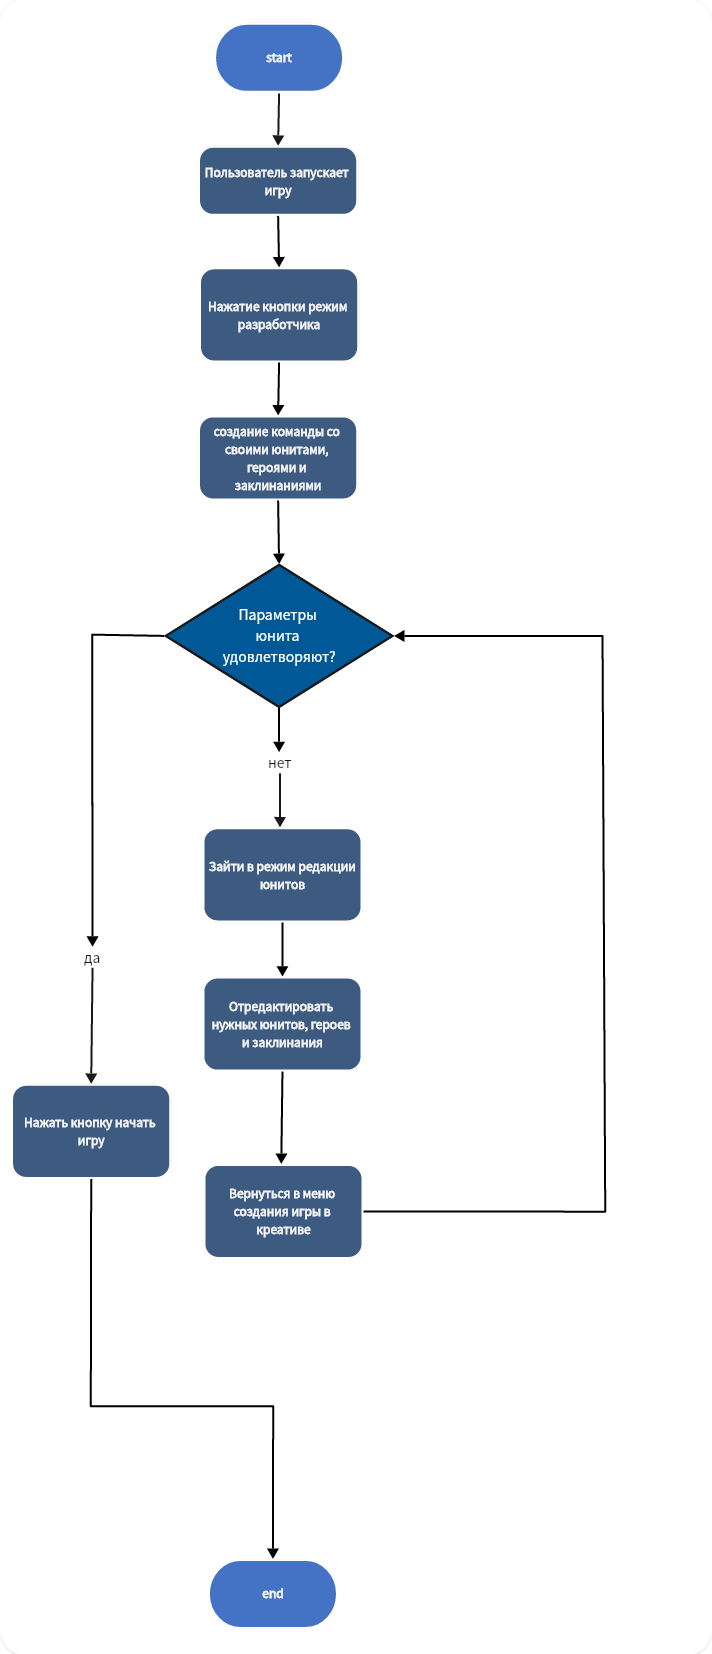 start
Пользователь запускает
игру
Нажатие кнопки режим
разработчика
создание команды со
своими юнитами,
героями и
заклинаниями
Параметры
юнита
удовлетворяют?
нет
Зайти в режим редакции
юнитов
да
Отредактировать
нужных юнитов, героев
и заклинания
Нажать кнопку начать
игру
Вернуться в меню
создания игры в
креативе
end